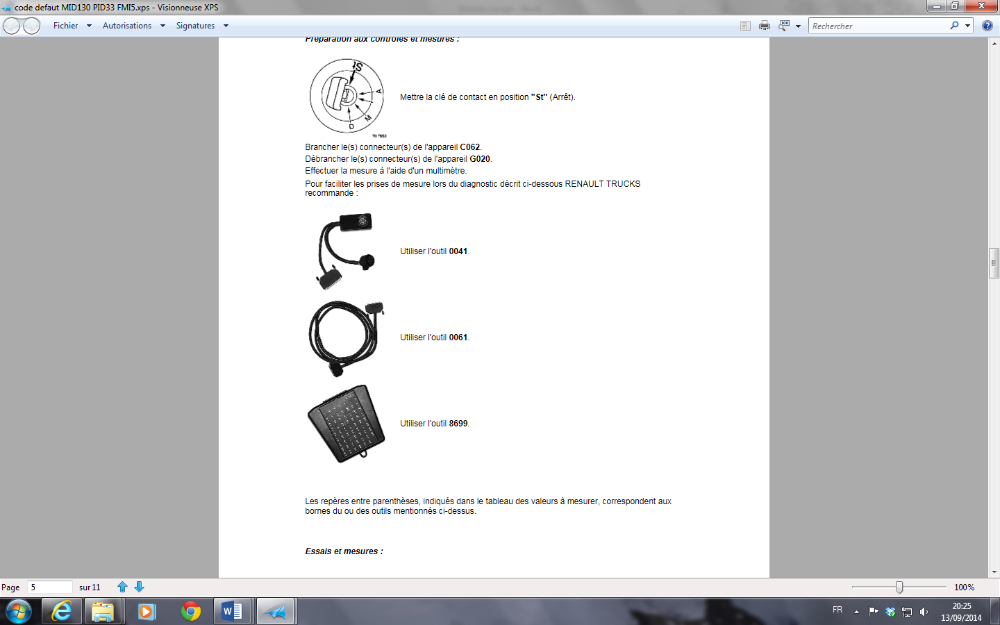 code defaut MID130 PID33 FMI5.xps - Visionneuse XPS
Fichier Autorisations Signatures
100
Rechercher
Préparation aux contrôles et mesures :
St
A
M
D
Mettre la clé de contact en position "St" (Arrêt).
Brancher le(s) connecteur(s) de l'appareil C062.
Débrancher le(s) connecteur(s) de l'appareil G020.
Effectuer la mesure à l'aide d'un multimètre.
Pour faciliter les prises de mesure lors du diagnostic décrit ci-dessous RENAULT TRUCKS
recommande :
Utiliser l'outil 0041.
Utiliser l'outil 0061.
Utiliser l'outil 8699.
Les repères entre parenthèses, indiqués dans le tableau des valeurs à mesurer, correspondent aux
bornes du ou des outils mentionnés ci-dessus.
Essais et mesures :
Page 5 sur 11
100%
FR
20:25
13/09/2014